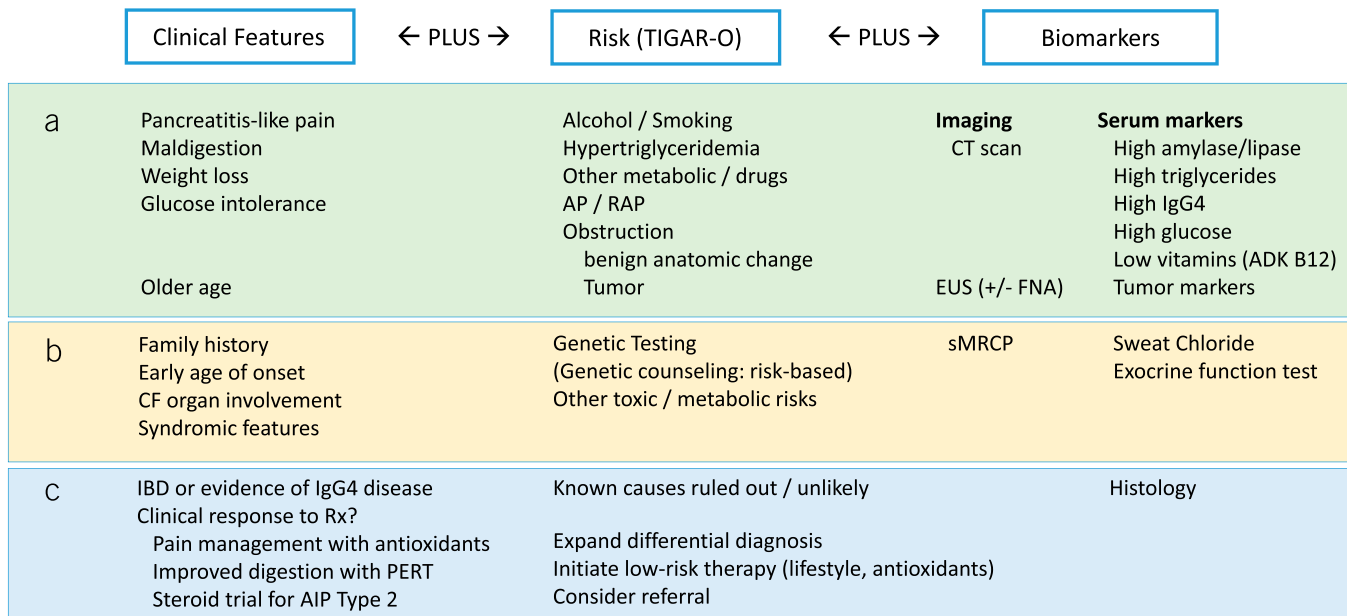 Clinical Features ← PLUS → Risk (TIGAR-O) ← PLUS → Biomarkers
a
Pancreatitis-like pain
Maldigestion
Weight loss
Glucose intolerance
Older age
Alcohol / Smoking
Hypertriglyceridemia
Other metabolic / drugs
AP / RAP
Obstruction
benign anatomic change
Tumor
Imaging
CT scan
EUS (+/- FNA)
Serum markers
High amylase/lipase
High triglycerides
High IgG4
High glucose
Low vitamins (ADK B12)
Tumor markers
b
Family history
Early age of onset
CF organ involvement
Syndromic features
Genetic Testing
(Genetic counseling: risk-based)
Other toxic / metabolic risks
sMRCP
Sweat Chloride
Exocrine function test
c
IBD or evidence of IgG4 disease
Clinical response to Rx?
Pain management with antioxidants
Improved digestion with PERT
Steroid trial for AIP Type 2
Known causes ruled out / unlikely
Expand differential diagnosis
Initiate low-risk therapy (lifestyle, antioxidants)
Consider referral
Histology